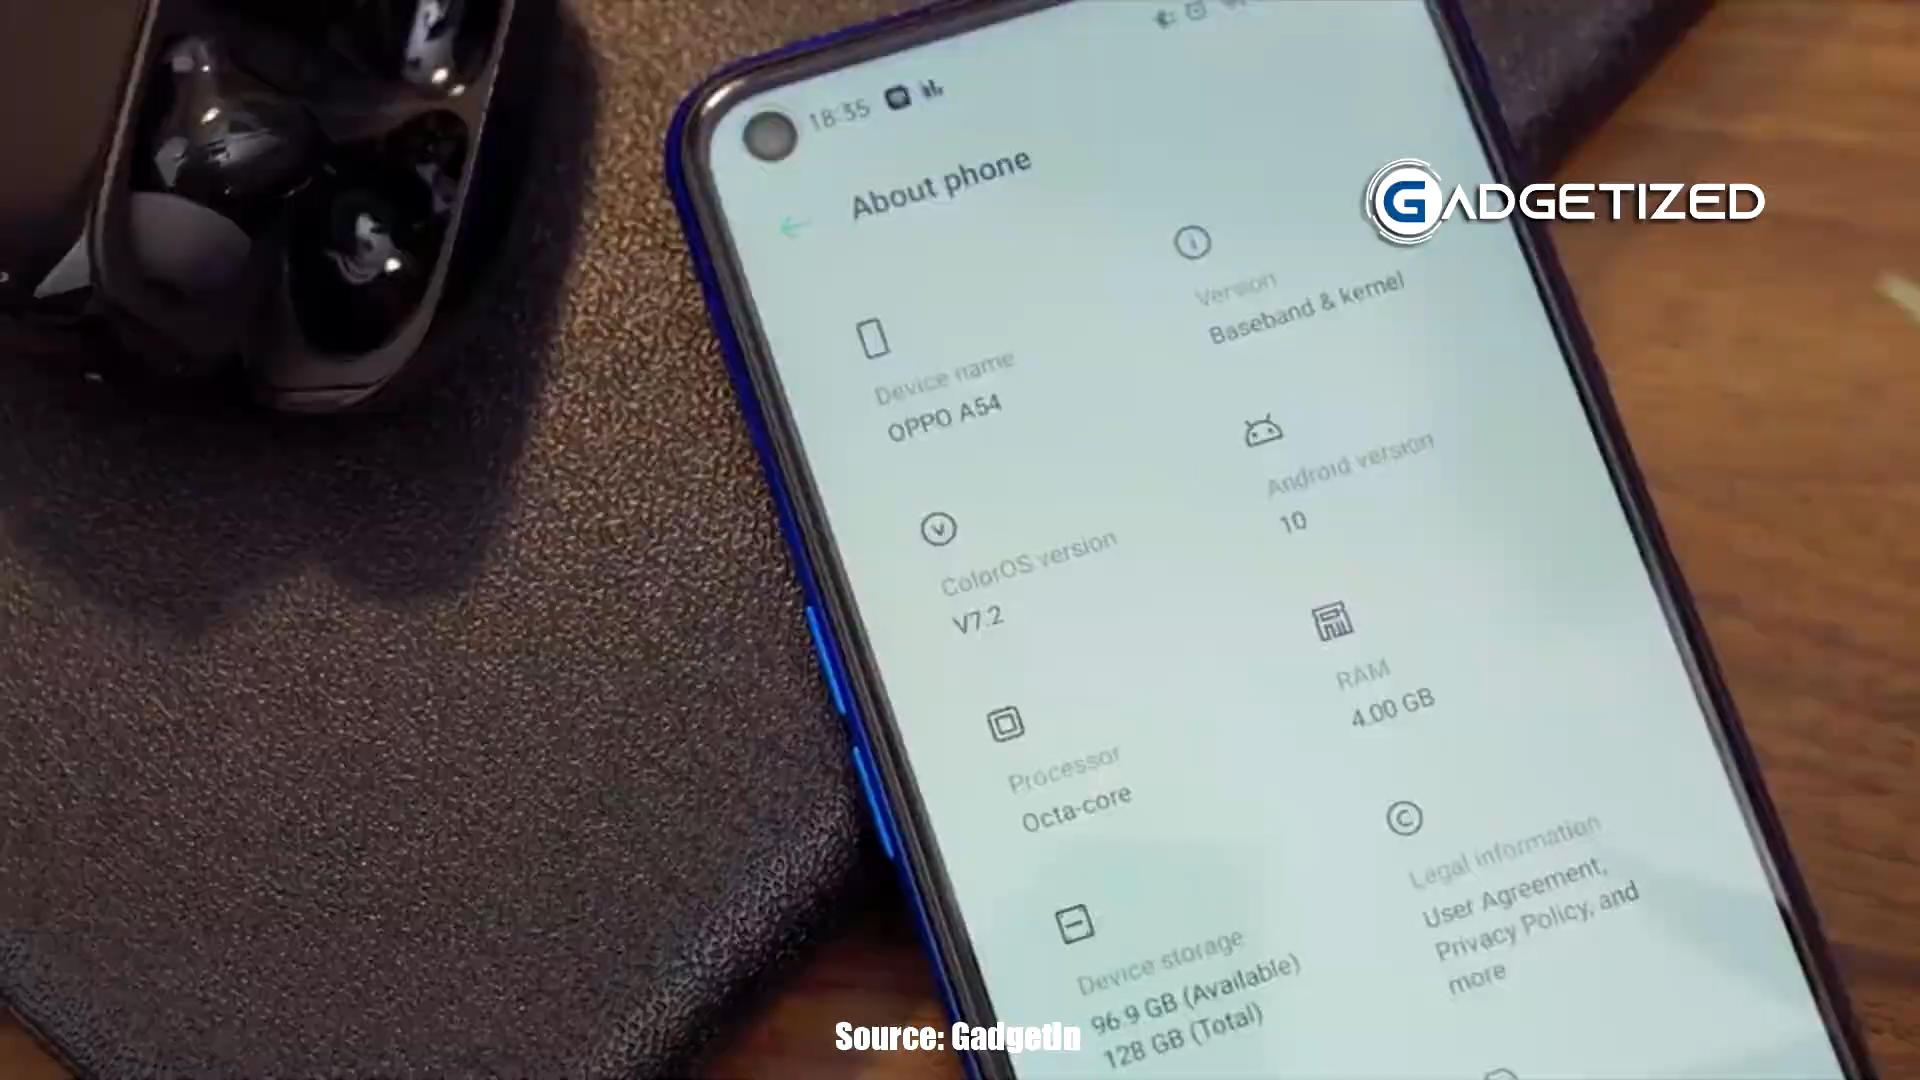 18:35
About phone
GADGETIZED
Version
Baseband & kernel
Device name
OPPO A54
Android version
10
ColorOS version
V7.2
RAM
4.00 GB
Processor
Octa-core
Legal information
User Agreement,
Privacy Policy, and
more
Device storage
96.9 GB (Available)
128 GB (Total)
Source: GadgetIn